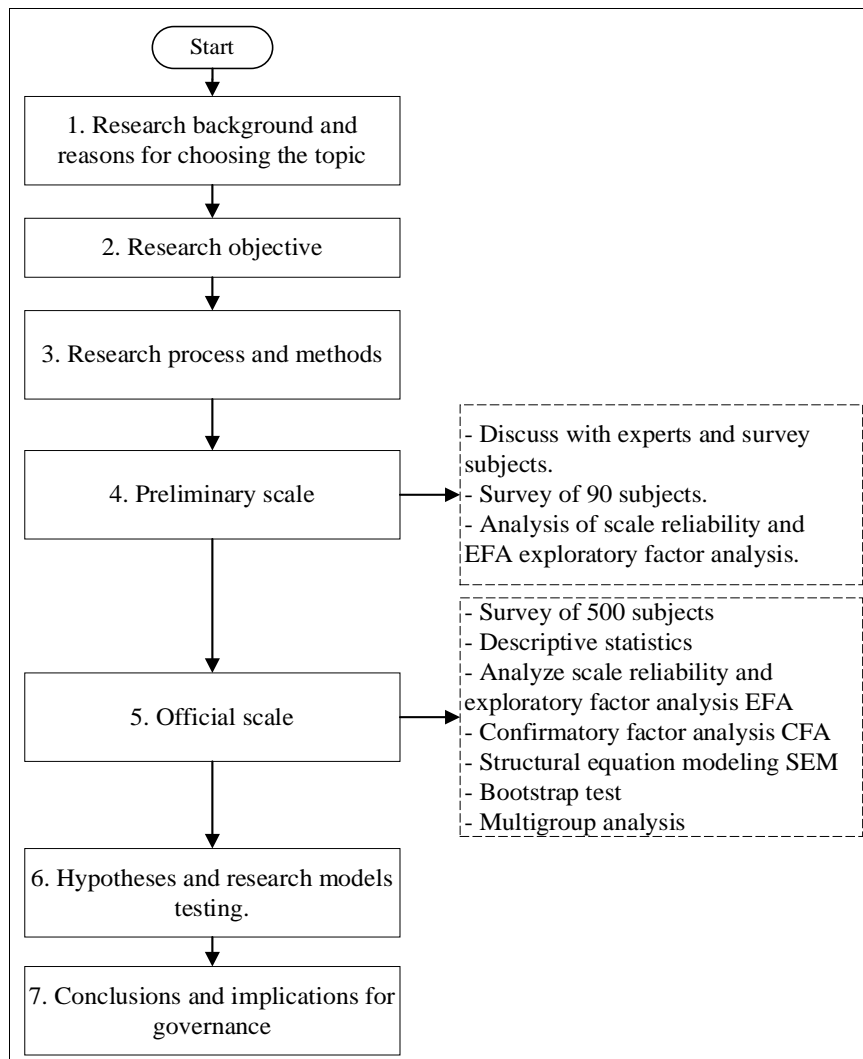 Start
1. Research background and
reasons for choosing the topic
2. Research objective
3. Research process and methods
4. Preliminary scale
- Discuss with experts and survey
subjects.
- Survey of 90 subjects.
- Analysis of scale reliability and
EFA exploratory factor analysis.
5. Official scale
- Survey of 500 subjects
- Descriptive statistics
- Analyze scale reliability and
exploratory factor analysis EFA
- Confirmatory factor analysis CFA
- Structural equation modeling SEM
- Bootstrap test
- Multigroup analysis
6. Hypotheses and research models
testing.
7. Conclusions and implications for
governance